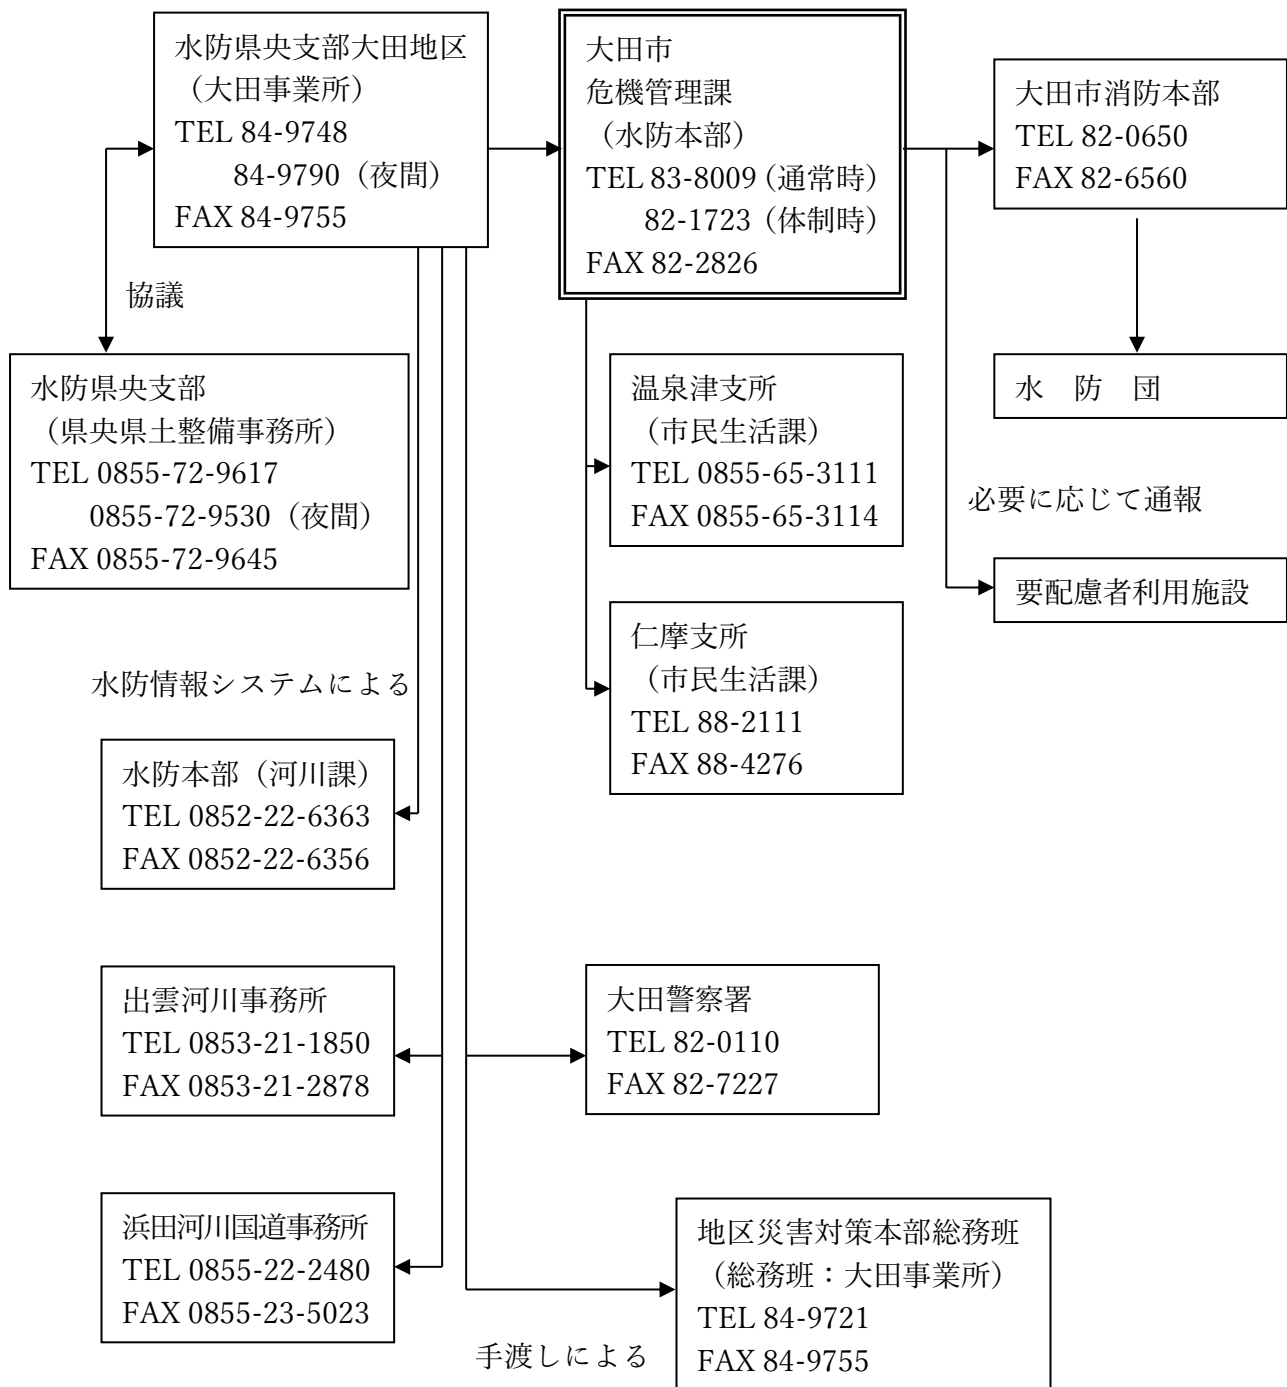 水防県央支部大田地区
（大田事業所）
TEL 84-9748
84-9790（夜間）
FAX 84-9755
大田市
危機管理課
（水防本部）
TEL 83-8009（通常時）
82-1723（体制時）
FAX 82-2826
大田市消防本部
TEL 82-0650
FAX 82-6560
協議
水防県央支部
（県央県土整備事務所）
TEL 0855-72-9617
0855-72-9530（夜間）
FAX 0855-72-9645
温泉津支所
（市民生活課）
TEL 0855-65-3111
FAX 0855-65-3114
水　防　団
必要に応じて通報
要配慮者利用施設
仁摩支所
（市民生活課）
TEL 88-2111
FAX 88-4276
水防情報システムによる
水防本部（河川課）
TEL 0852-22-6363
FAX 0852-22-6356
出雲河川事務所
TEL 0853-21-1850
FAX 0853-21-2878
大田警察署
TEL 82-0110
FAX 82-7227
浜田河川国道事務所
TEL 0855-22-2480
FAX 0855-23-5023
地区災害対策本部総務班
（総務班：大田事業所）
TEL 84-9721
FAX 84-9755
手渡しによる